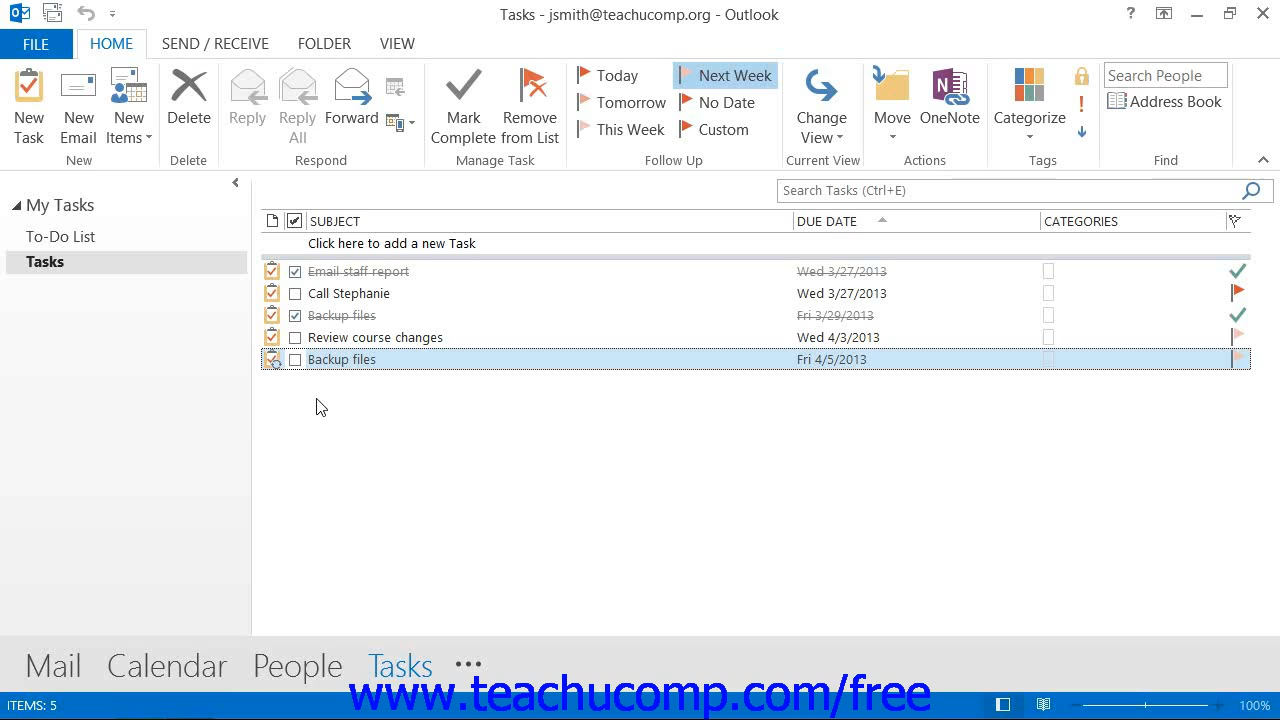 Tasks - jsmith@teachucomp.org - Outlook
?
FILE HOME SEND / RECEIVE FOLDER VIEW
New Task
New Email
New Items
New
Delete
Delete
Reply
Reply All
Forward
Respond
Mark Complete
Remove from List
Manage Task
Today
Tomorrow
This Week
Next Week
No Date
Custom
Follow Up
Change View
Current View
Move
OneNote
Actions
Categorize
Tags
Search People
Address Book
Find
My Tasks
To-Do List
Tasks
Search Tasks (Ctrl+E)
SUBJECT DUE DATE CATEGORIES
Click here to add a new Task
Email staff report Wed 3/27/2013
Call Stephanie Wed 3/27/2013
Backup files Fri 3/29/2013
Review course changes Wed 4/3/2013
Backup files Fri 4/5/2013
Mail Calendar People Tasks •••
www.teachucomp.com/free
ITEMS: 5 100%